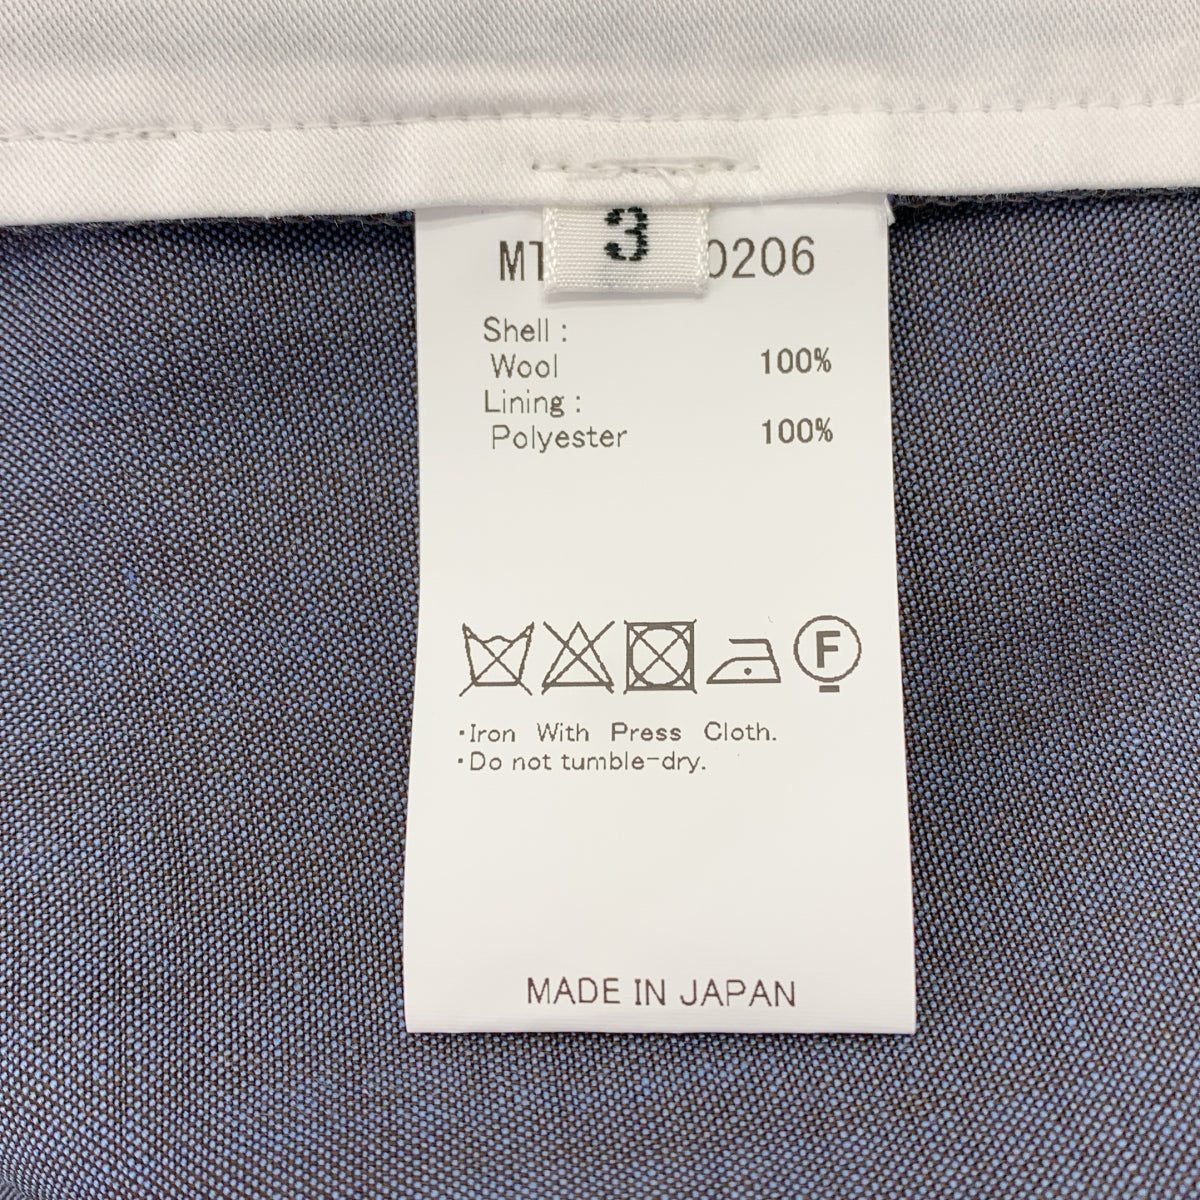 3
MT 0206
Shell :
Wool 100%
Lining :
Polyester 100%
F
・Iron With Press Cloth.
・Do not tumble-dry.
MADE IN JAPAN